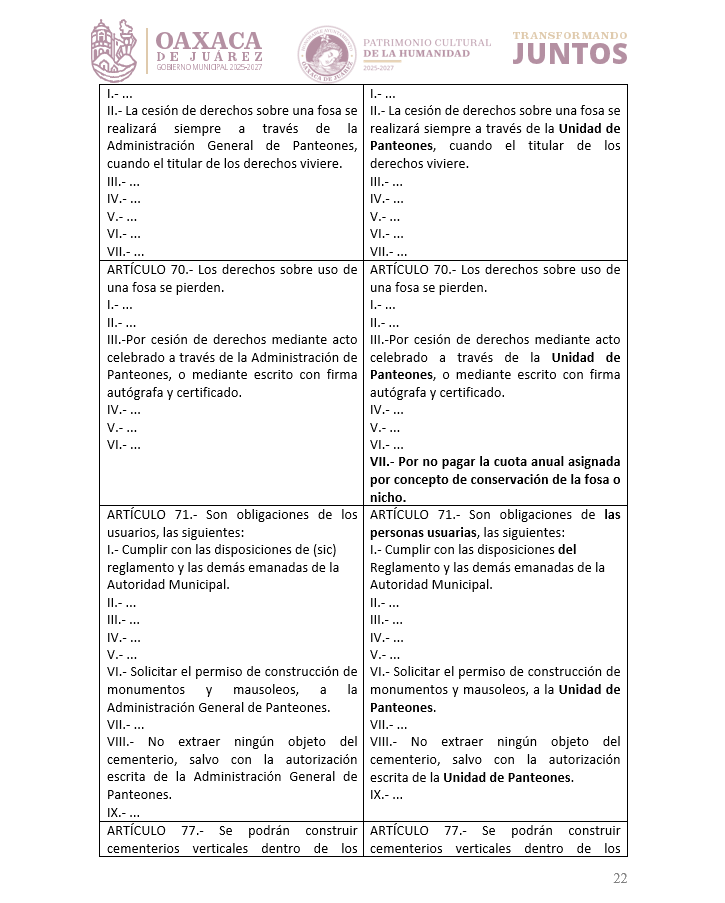 OAXACA
DE JUÁREZ
GOBIERNO MUNICIPAL 2025-2027
PATRIMONIO CULTURAL
DE LA HUMANIDAD
2025-2027
TRANSFORMANDO
JUNTOS
I.- ...
II.- La cesión de derechos sobre una fosa se
realizará siempre a través de la
Administración General de Panteones,
cuando el titular de los derechos viviere.
III.- ...
IV.- ...
V.- ...
VI.- ...
VII.- ...
I.- ...
II.- La cesión de derechos sobre una fosa se
realizará siempre a través de la Unidad de
Panteones, cuando el titular de los
derechos viviere.
III.- ...
IV.- ...
V.- ...
VI.- ...
VII.- ...
ARTÍCULO 70.- Los derechos sobre uso de
una fosa se pierden.
I.- ...
II.- ...
III.-Por cesión de derechos mediante acto
celebrado a través de la Administración de
Panteones, o mediante escrito con firma
autógrafa y certificado.
IV.- ...
V.- ...
VI.- ...
ARTÍCULO 70.- Los derechos sobre uso de
una fosa se pierden.
I.- ...
II.- ...
III.-Por cesión de derechos mediante acto
celebrado a través de la Unidad de
Panteones, o mediante escrito con firma
autógrafa y certificado.
IV.- ...
V.- ...
VI.- ...
VII.- Por no pagar la cuota anual asignada
por concepto de conservación de la fosa o
nicho.
ARTÍCULO 71.- Son obligaciones de los
usuarios, las siguientes:
I.- Cumplir con las disposiciones de (sic)
reglamento y las demás emanadas de la
Autoridad Municipal.
II.- ...
III.- ...
IV.- ...
V.- ...
VI.- Solicitar el permiso de construcción de
monumentos y mausoleos, a la
Administración General de Panteones.
VII.- ...
VIII.- No extraer ningún objeto del
cementerio, salvo con la autorización
escrita de la Administración General de
Panteones.
IX.- ...
ARTÍCULO 71.- Son obligaciones de las
personas usuarias, las siguientes:
I.- Cumplir con las disposiciones del
Reglamento y las demás emanadas de la
Autoridad Municipal.
II.- ...
III.- ...
IV.- ...
V.- ...
VI.- Solicitar el permiso de construcción de
monumentos y mausoleos, a la Unidad de
Panteones.
VII.- ...
VIII.- No extraer ningún objeto del
cementerio, salvo con la autorización
escrita de la Unidad de Panteones.
IX.- ...
ARTÍCULO 77.- Se podrán construir
cementerios verticales dentro de los
ARTÍCULO 77.- Se podrán construir
cementerios verticales dentro de los
22